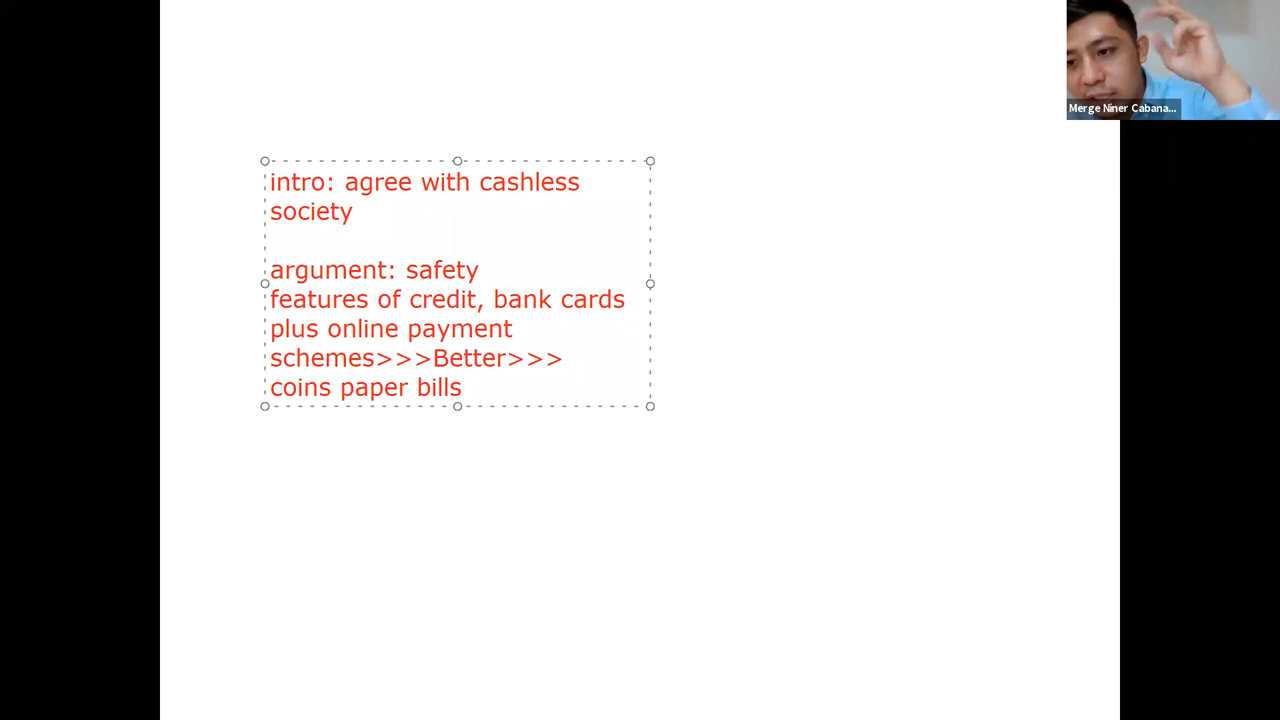 Merge Niner Cabana...
intro: agree with cashless
society
argument: safety
features of credit, bank cards
plus online payment
schemes>>>Better>>>
coins paper bills